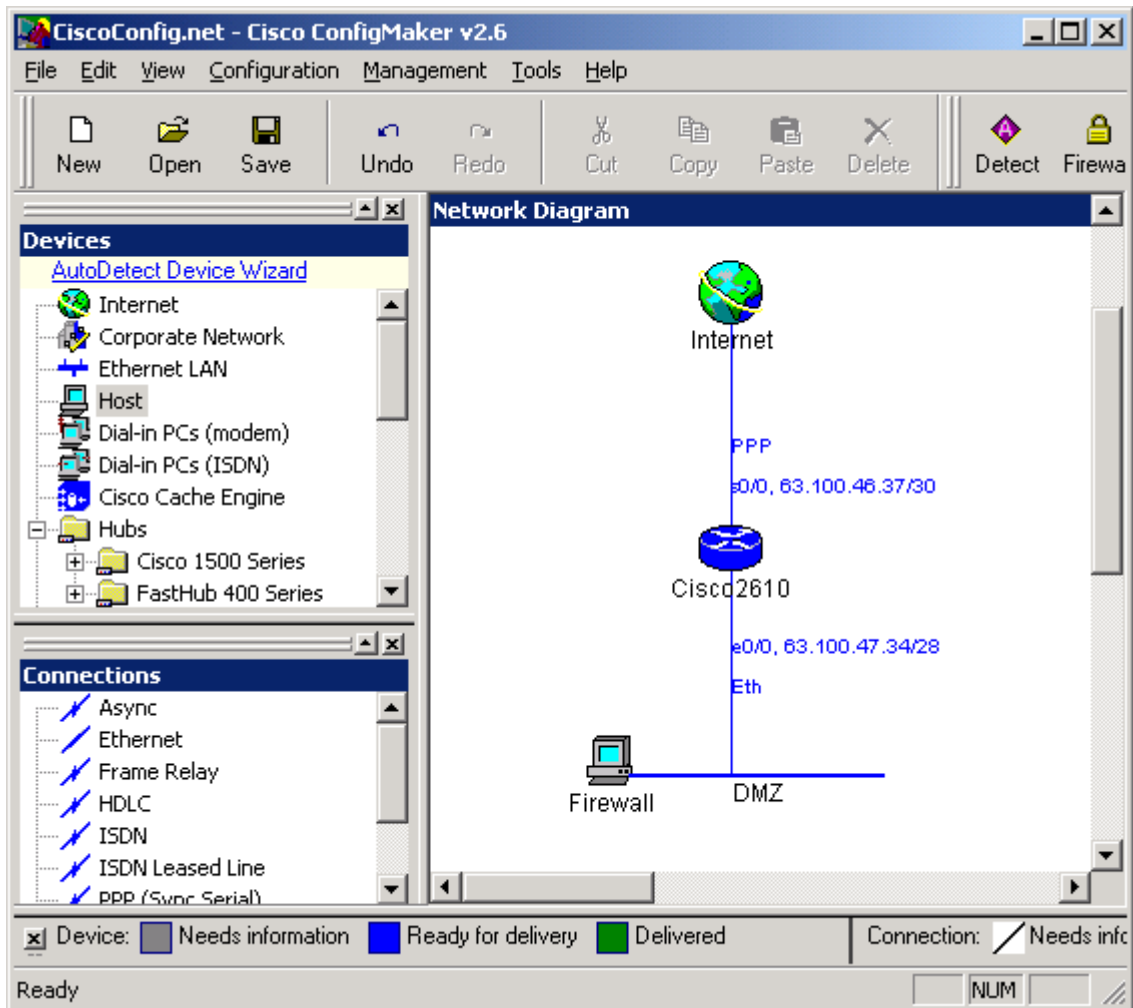 CiscoConfig.net - Cisco ConfigMaker v2.6
File Edit View Configuration Management Tools Help
New Open Save Undo Redo Cut Copy Paste Delete Detect Firewa
Devices
AutoDetect Device Wizard
Internet
Corporate Network
Ethernet LAN
Host
Dial-in PCs (modem)
Dial-in PCs (ISDN)
Cisco Cache Engine
Hubs
Cisco 1500 Series
FastHub 400 Series
Connections
Async
Ethernet
Frame Relay
HDLC
ISDN
ISDN Leased Line
PPP (Sync Serial)
Network Diagram
Internet
PPP
s0/0, 63.100.46.37/30
Cisco2610
e0/0, 63.100.47.34/28
Eth
Firewall
DMZ
Device: Needs information Ready for delivery Delivered Connection: Needs info
Ready NUM